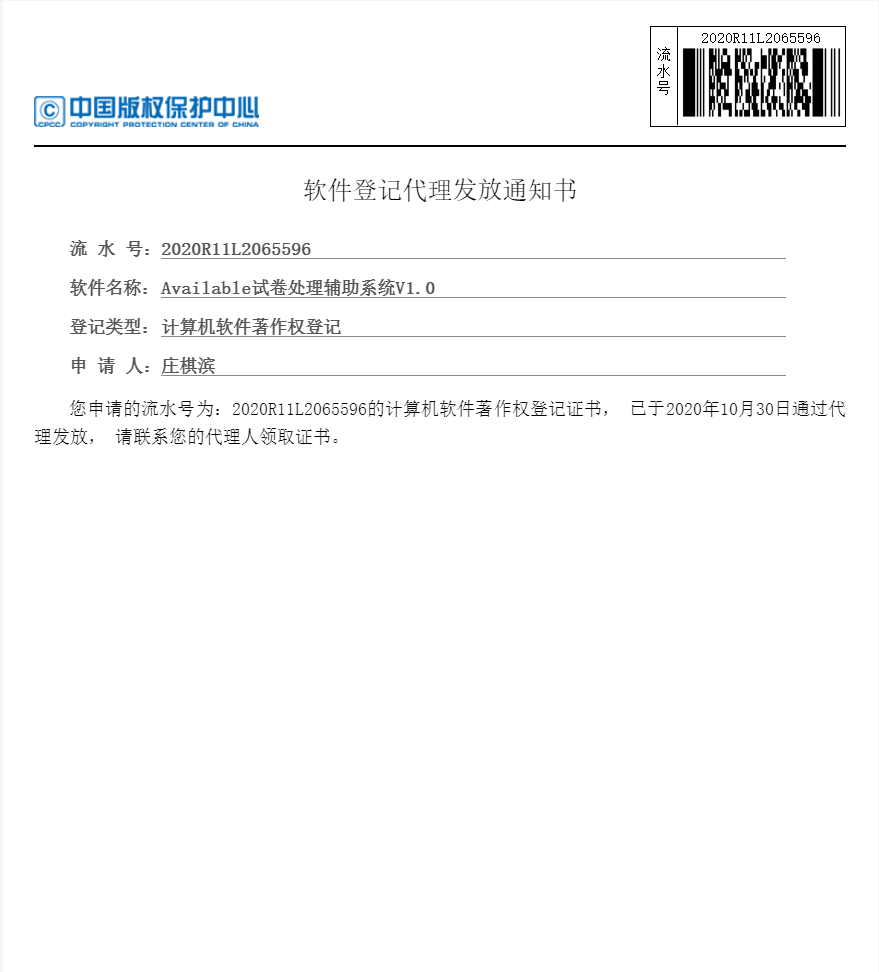 2020R11L2065596
流水号
中国版权保护中心
CPCC COPYRIGHT PROTECTION CENTER OF CHINA
软件登记代理发放通知书
流 水 号：2020R11L2065596
软件名称：Available试卷处理辅助系统V1.0
登记类型：计算机软件著作权登记
申 请 人：庄棋滨
您申请的流水号为：2020R11L2065596的计算机软件著作权登记证书， 已于2020年10月30日通过代
理发放， 请联系您的代理人领取证书。